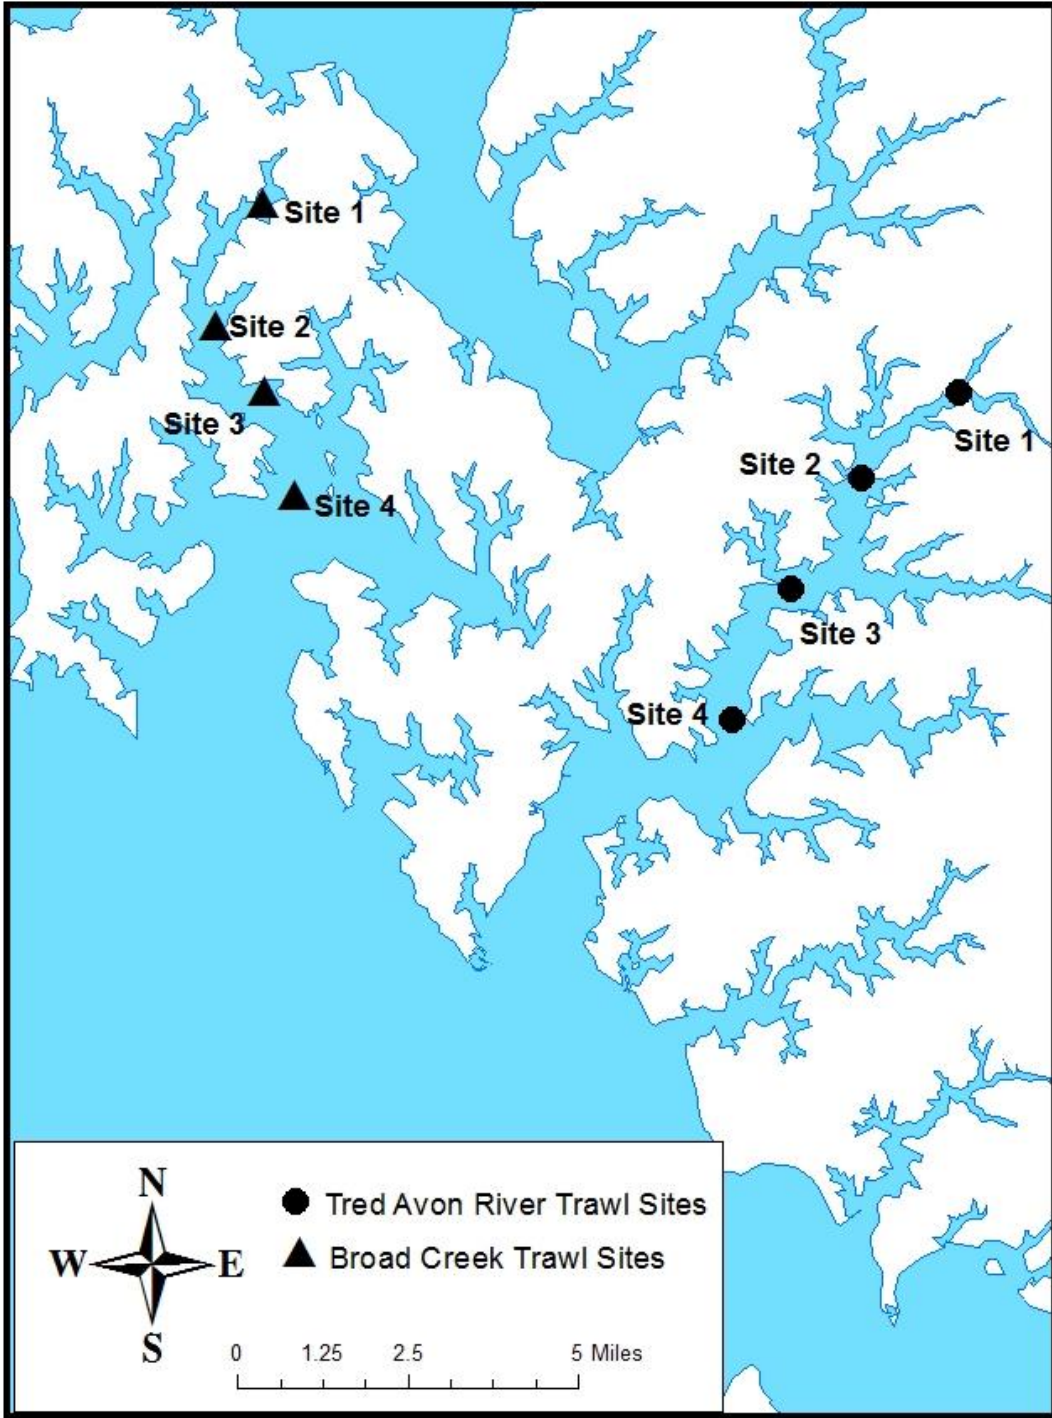 Site 1
Site 2
Site 3
Site 4
Site 1
Site 2
Site 3
Site 4
N
W E
S
Tred Avon River Trawl Sites
Broad Creek Trawl Sites
0 1.25 2.5 5 Miles